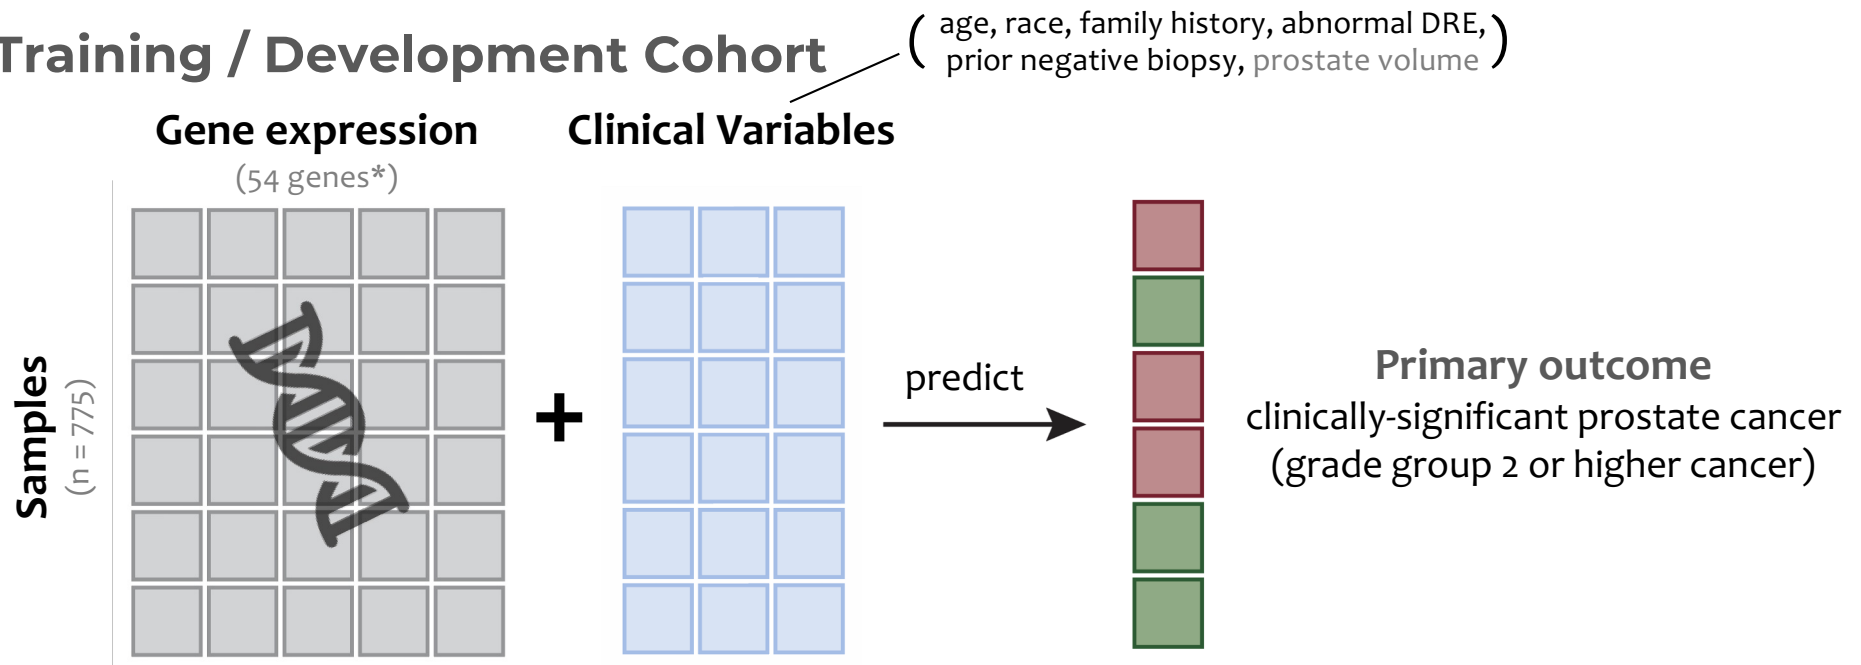 Training / Development Cohort
( age, race, family history, abnormal DRE,
prior negative biopsy, prostate volume )
Gene expression
(54 genes*)
Clinical Variables
Samples
(n = 775)
+
predict
Primary outcome
clinically-significant prostate cancer
(grade group 2 or higher cancer)